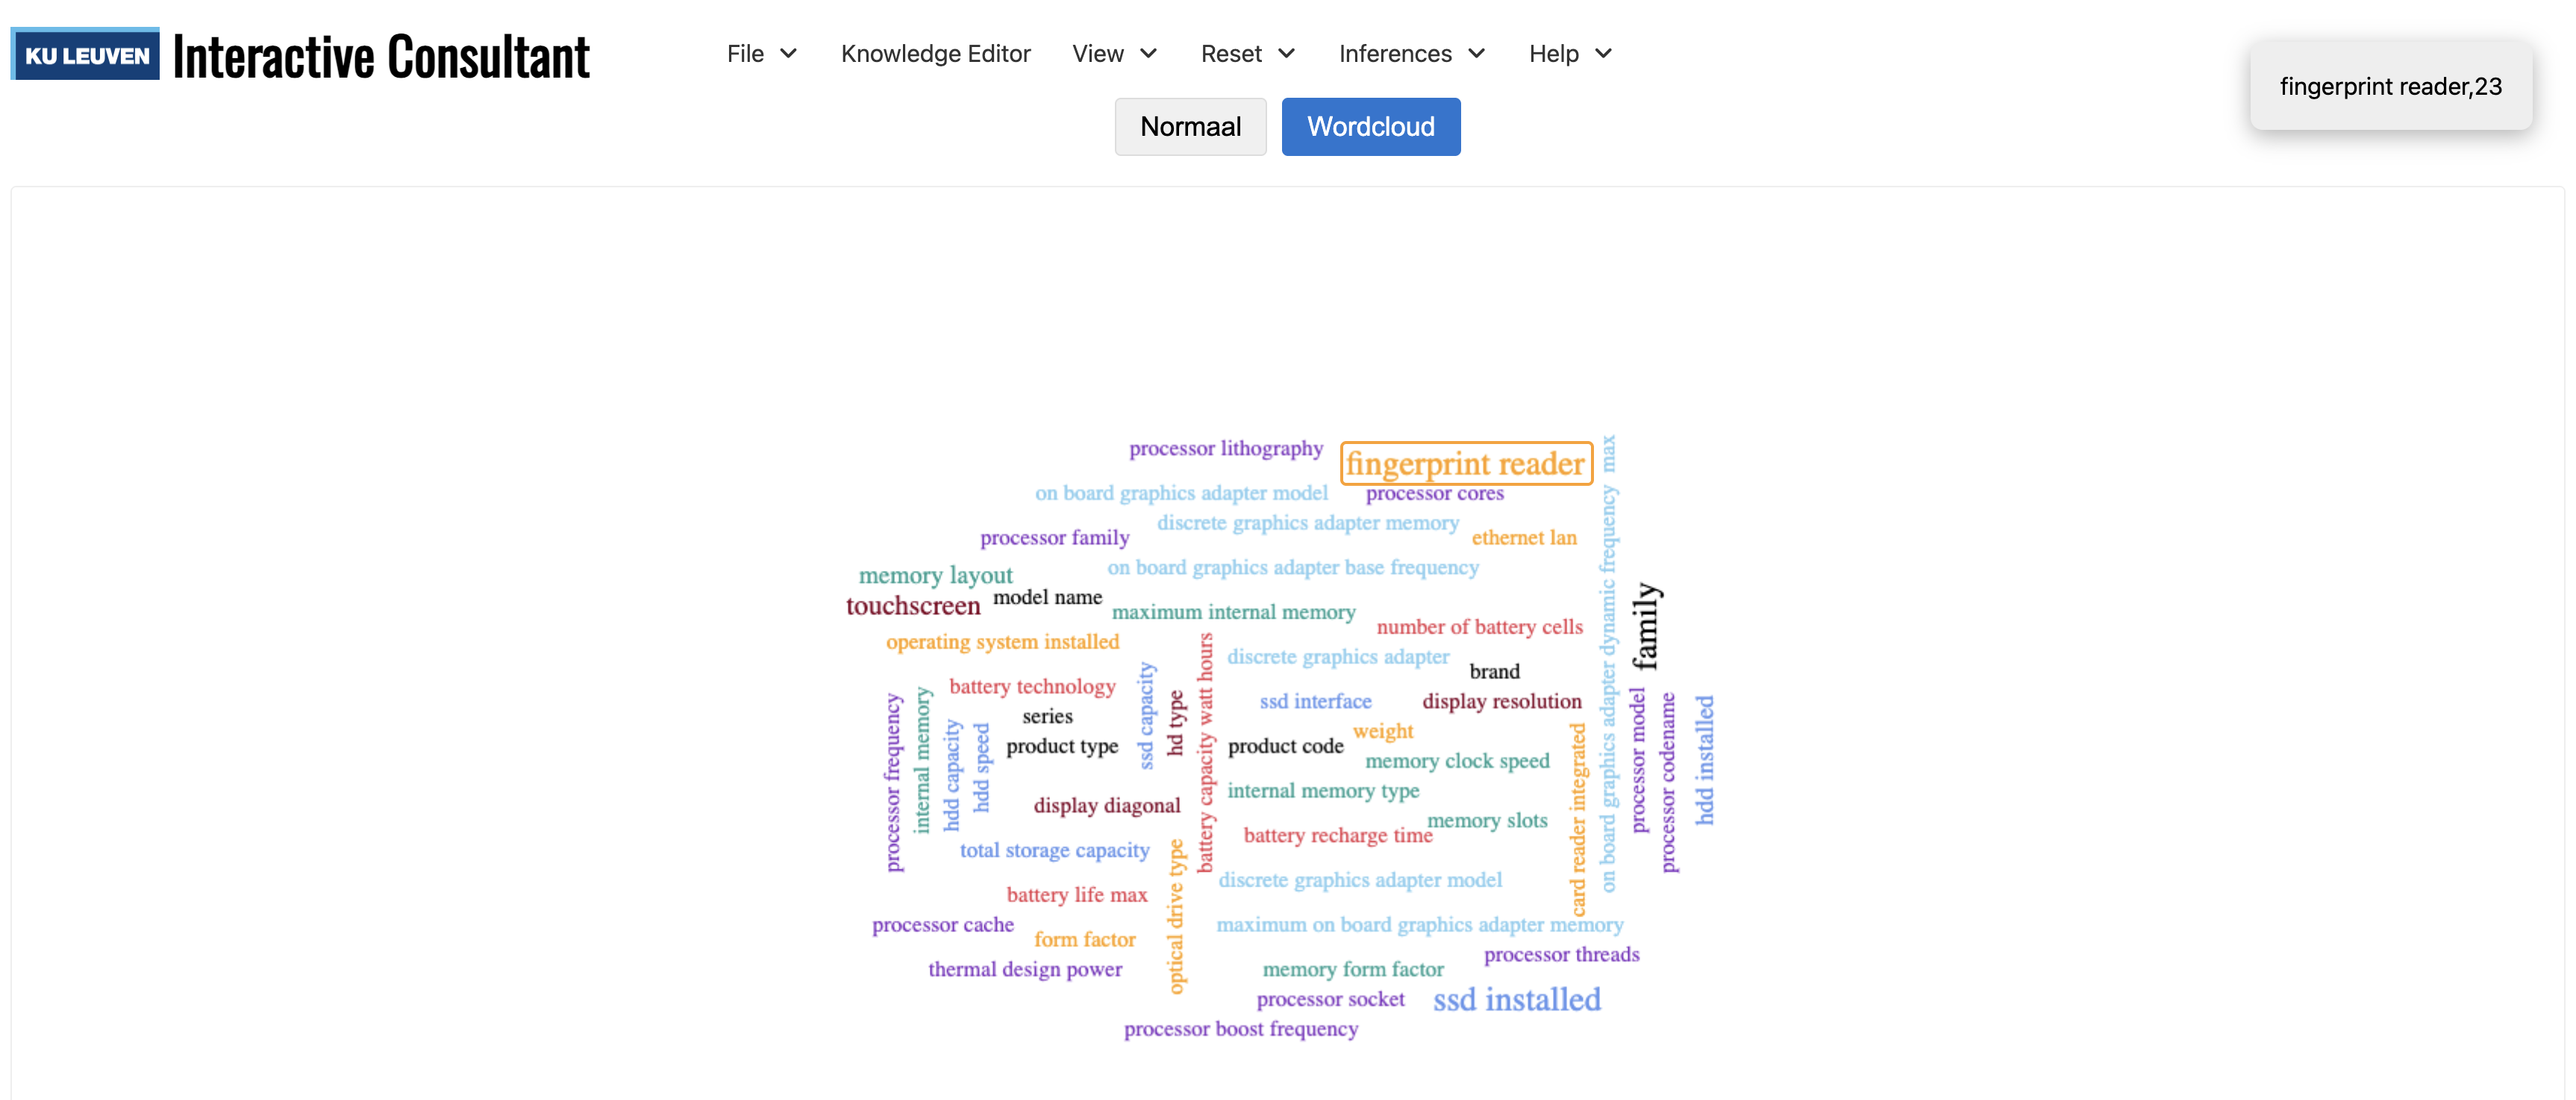 KU LEUVEN Interactive Consultant
File
Knowledge Editor
View
Reset
Inferences
Help
Normaal
Wordcloud
fingerprint reader,23
processor lithography
fingerprint reader
on board graphics adapter model
processor cores
discrete graphics adapter memory
processor family
ethernet lan
on board graphics adapter base frequency
memory layout
touchscreen
model name
maximum internal memory
number of battery cells
operating system installed
discrete graphics adapter
brand
family
battery technology
ssd capacity
hd type
battery capacity watt hours
ssd interface
display resolution
series
weight
product type
product code
memory clock speed
processor frequency
internal memory
hdd capacity
hdd speed
internal memory type
display diagonal
memory slots
battery recharge time
card reader integrated
on board graphics adapter dynamic frequency max
processor model
processor codename
hdd installed
total storage capacity
discrete graphics adapter model
battery life max
optical drive type
processor cache
maximum on board graphics adapter memory
form factor
processor threads
thermal design power
memory form factor
processor socket
ssd installed
processor boost frequency